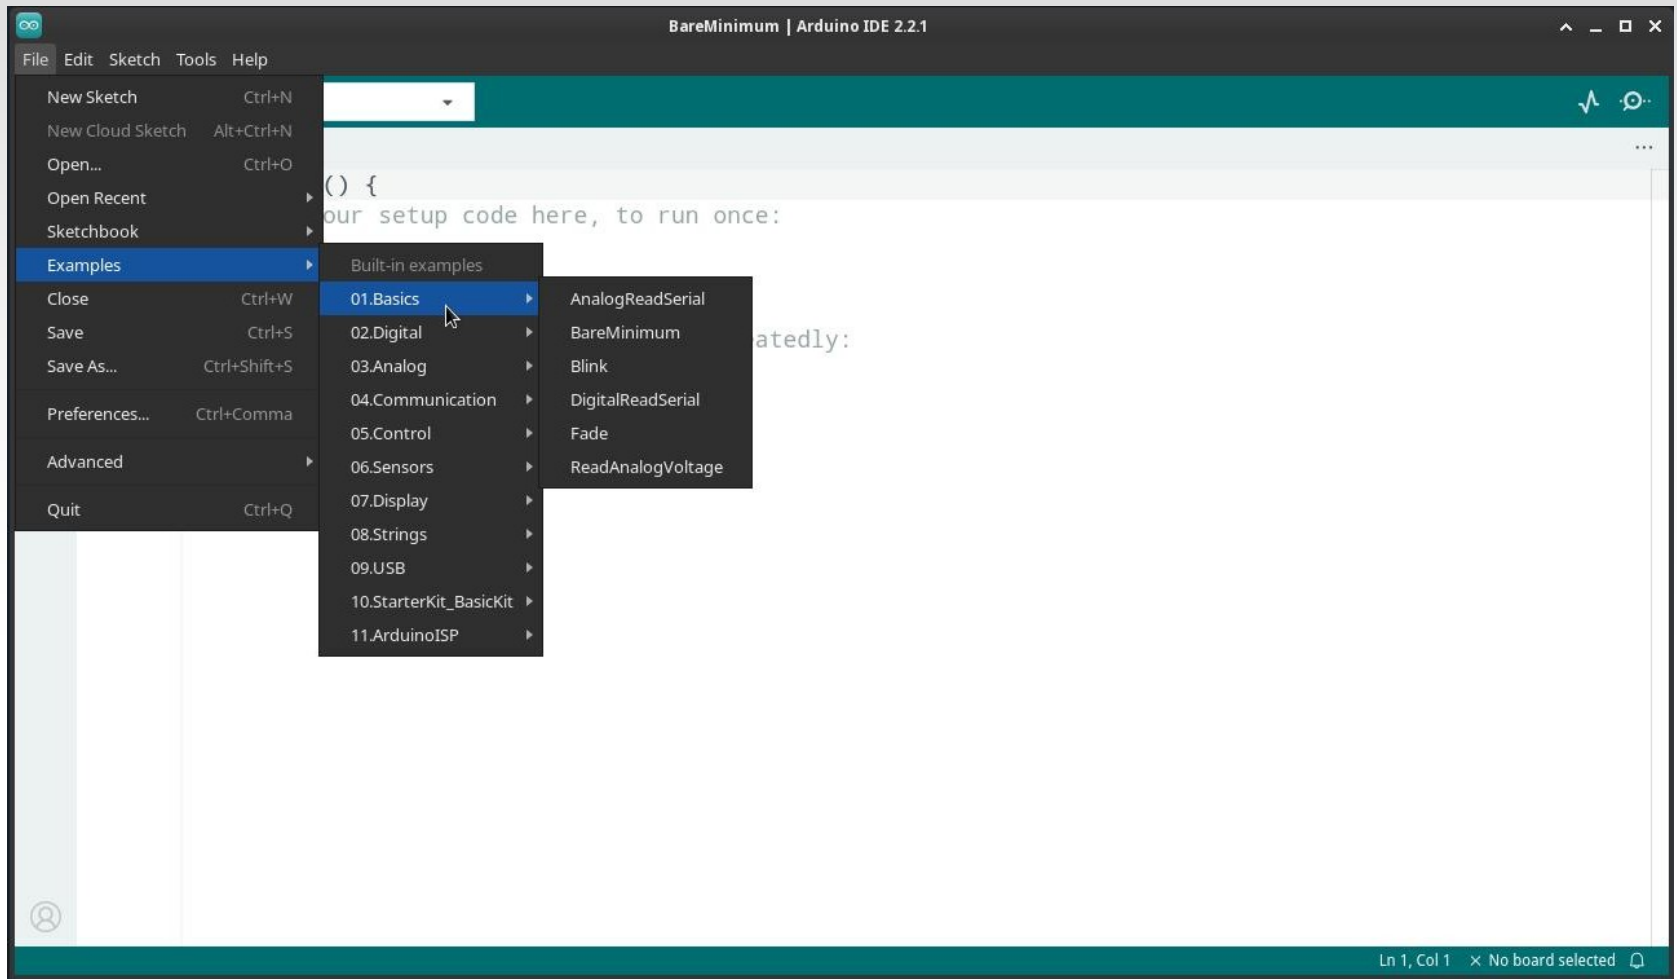 BareMinimum | Arduino IDE 2.2.1
File Edit Sketch Tools Help
New Sketch Ctrl+N
New Cloud Sketch Alt+Ctrl+N
Open... Ctrl+O
Open Recent
Sketchbook
Examples
Close Ctrl+W
Save Ctrl+S
Save As... Ctrl+Shift+S
Preferences... Ctrl+Comma
Advanced
Quit Ctrl+Q
Built-in examples
01.Basics
02.Digital
03.Analog
04.Communication
05.Control
06.Sensors
07.Display
08.Strings
09.USB
10.StarterKit_BasicKit
11.ArduinoISP
AnalogReadSerial
BareMinimum
Blink
DigitalReadSerial
Fade
ReadAnalogVoltage
() {
our setup code here, to run once:
atedly:
Ln 1, Col 1 × No board selected